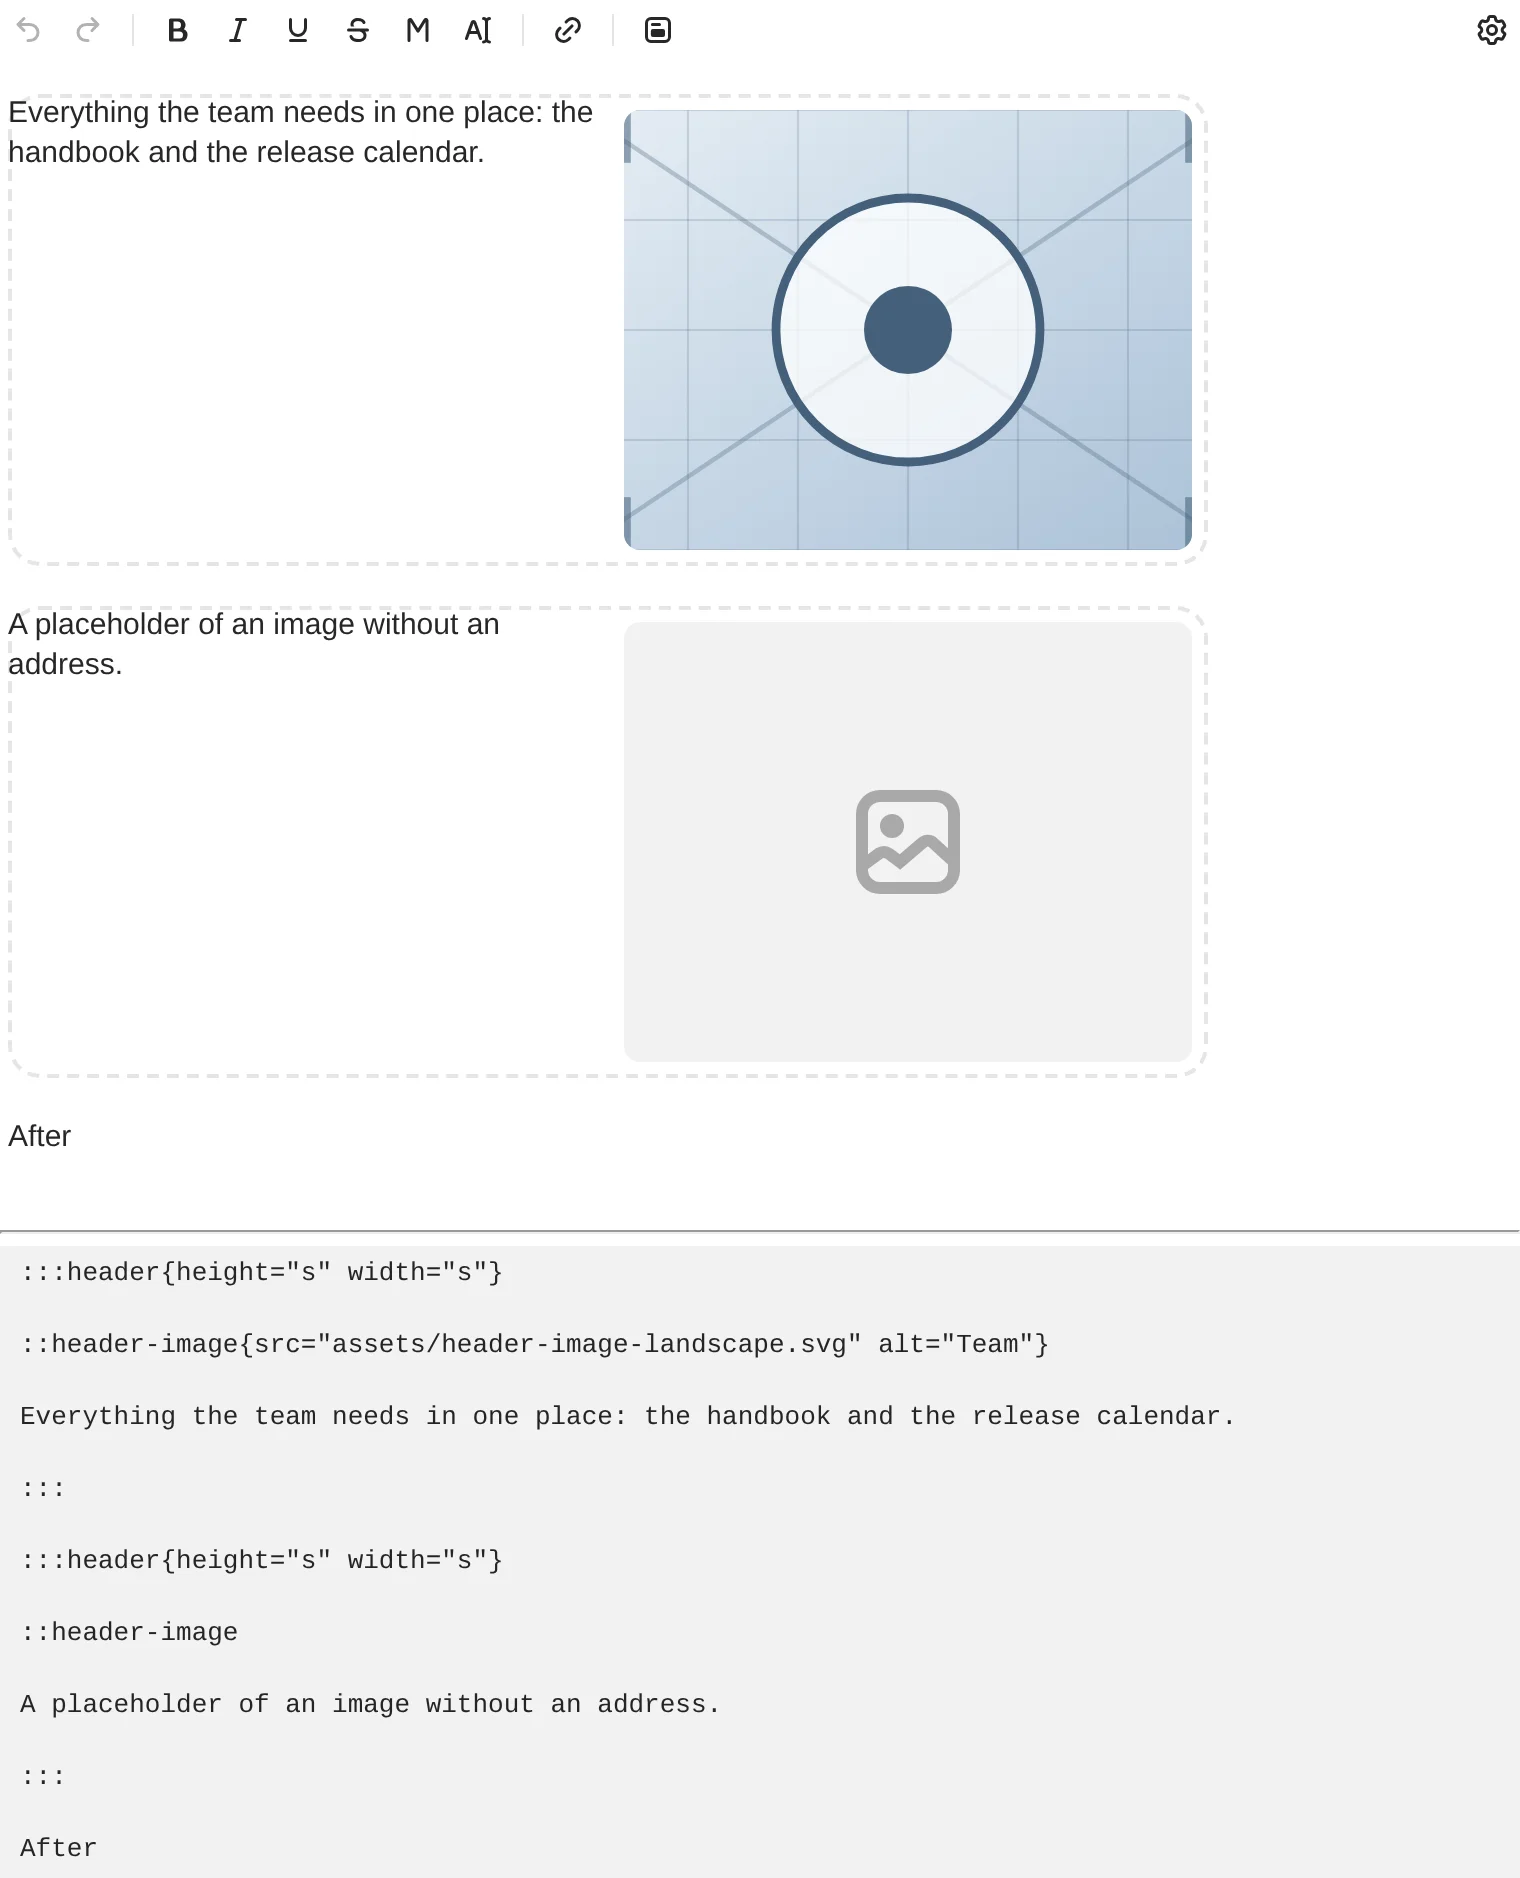 Everything the team needs in one place: the
handbook and the release calendar.
A placeholder of an image without an
address.
After
:::header{height="s" width="s"}
::header-image{src="assets/header-image-landscape.svg" alt="Team"}
Everything the team needs in one place: the handbook and the release calendar.
:::
:::header{height="s" width="s"}
::header-image
A placeholder of an image without an address.
:::
After